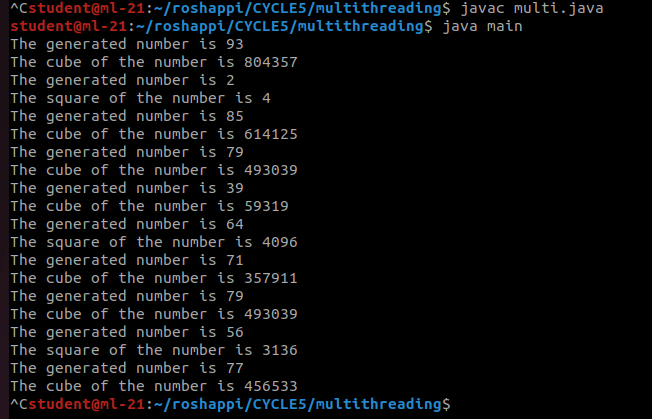 ^Cstudent@ml-21:~/roshappi/CYCLE5/multithreading$ javac multi.java
student@ml-21:~/roshappi/CYCLE5/multithreading$ java main
The generated number is 93
The cube of the number is 804357
The generated number is 2
The square of the number is 4
The generated number is 85
The cube of the number is 614125
The generated number is 79
The cube of the number is 493039
The generated number is 39
The cube of the number is 59319
The generated number is 64
The square of the number is 4096
The generated number is 71
The cube of the number is 357911
The generated number is 79
The cube of the number is 493039
The generated number is 56
The square of the number is 3136
The generated number is 77
The cube of the number is 456533
^Cstudent@ml-21:~/roshappi/CYCLE5/multithreading$